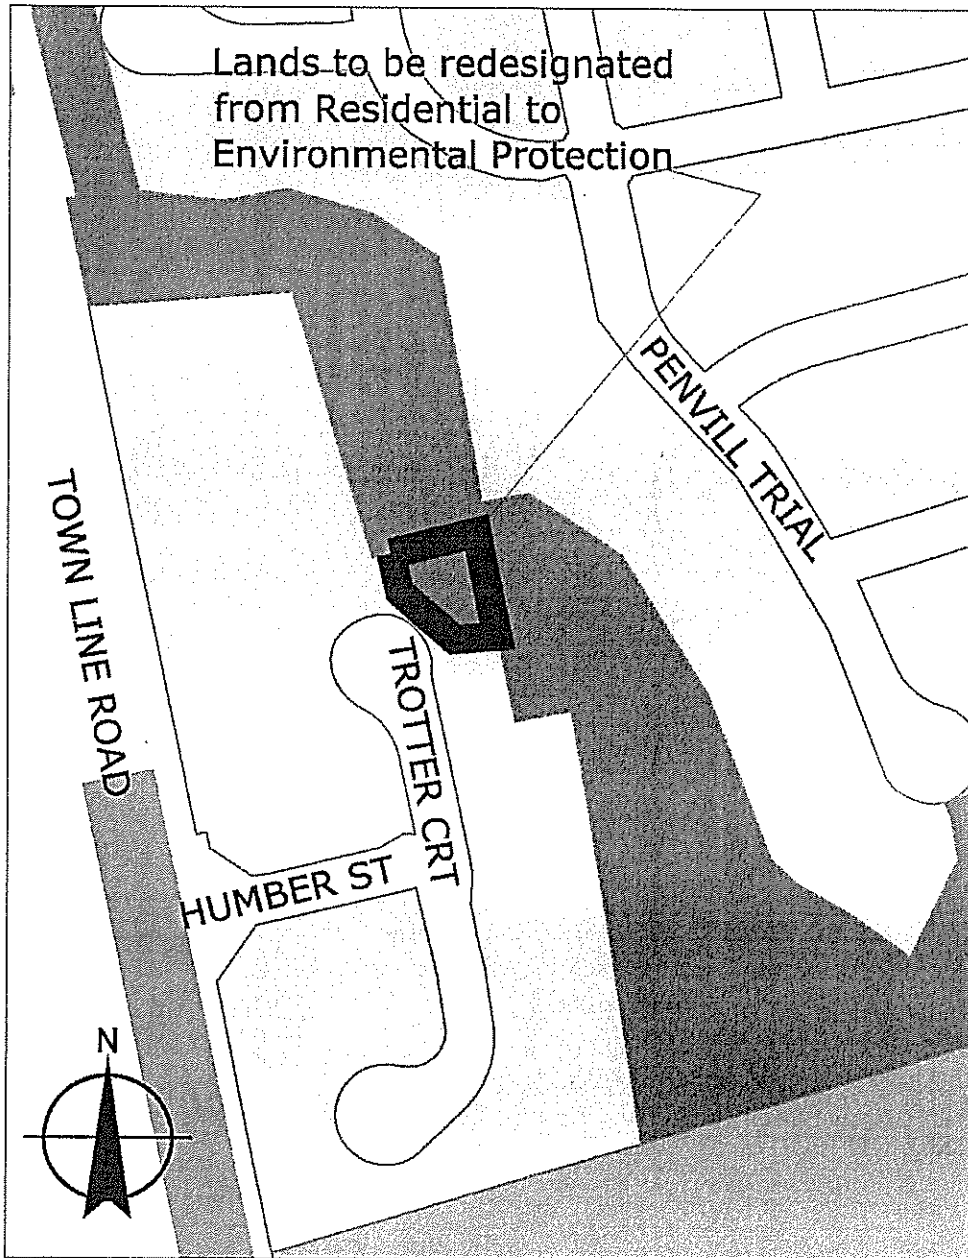 Lands to be redesignated
from Residential to
Environmental Protection
PENVILL TRIAL
TOWN LINE ROAD
TROTTER CRT
HUMBER ST
N